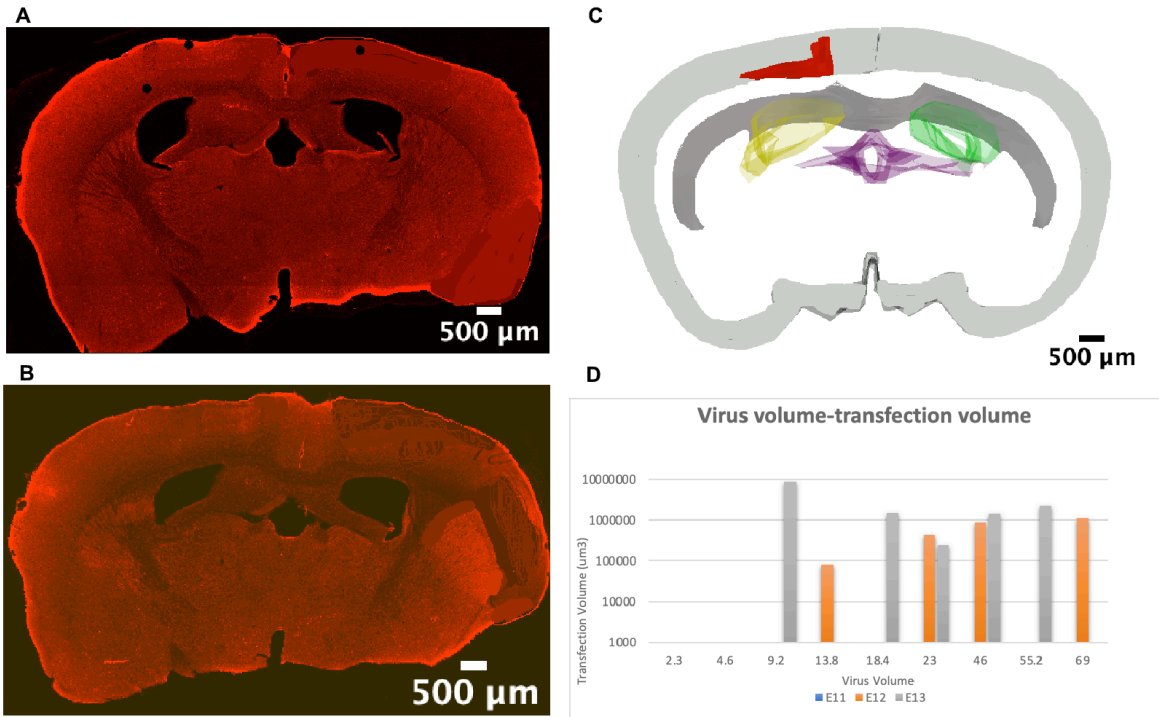 A
500 µm
B
500 µm
C
500 µm
D
Virus volume-transfection volume
Transfection Volume (um3)
10000000
1000000
100000
10000
1000
2.3 4.6 9.2 13.8 18.4 23 46 55.2 69
Virus Volume
E11 E12 E13